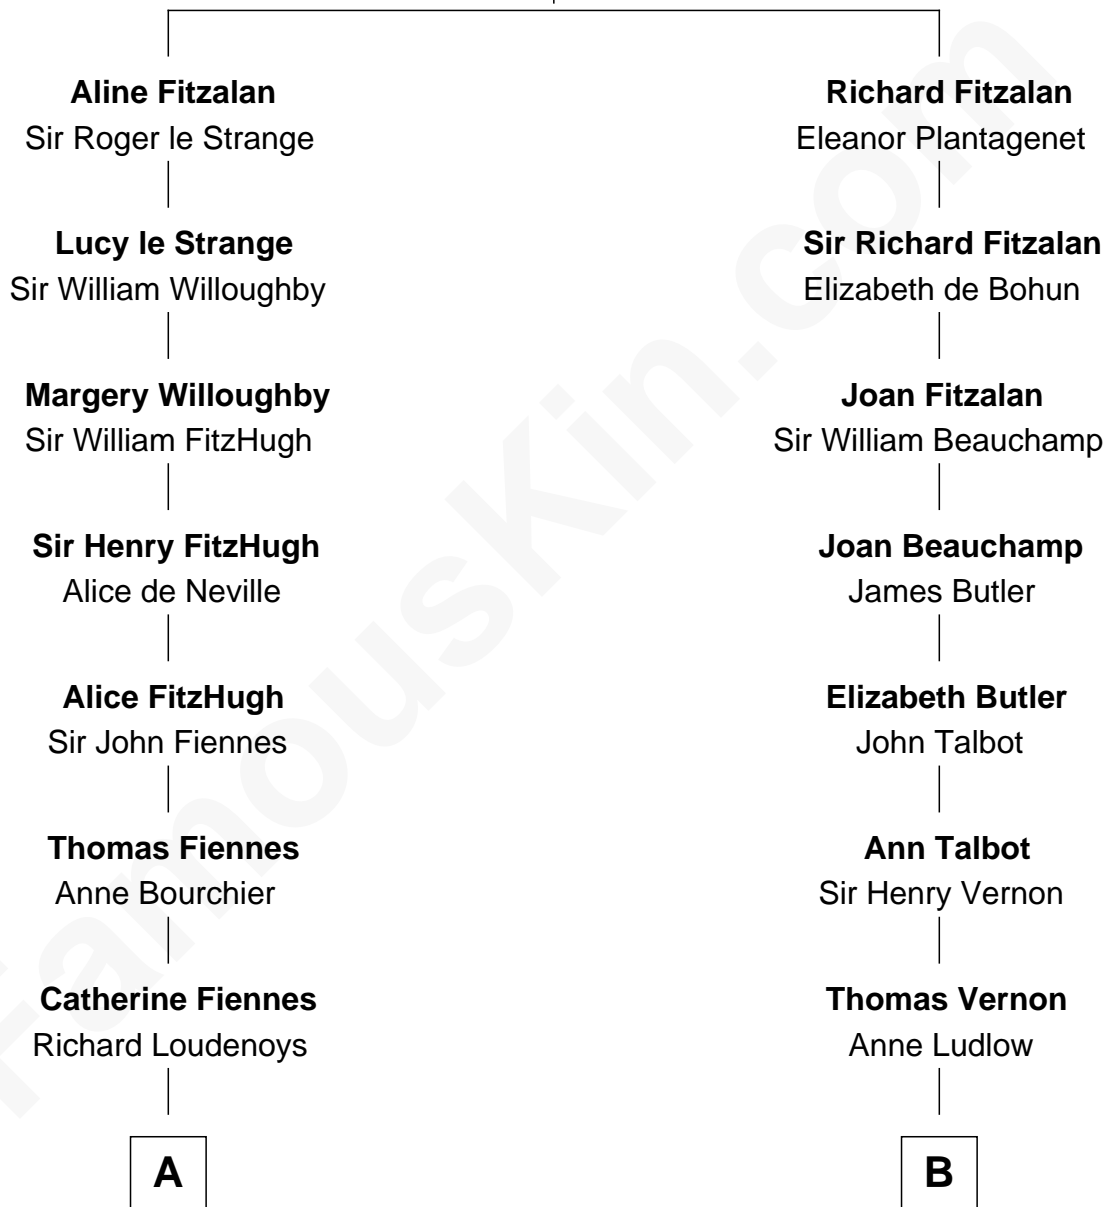 Aline Fitzalan
Sir Roger le Strange
Lucy le Strange
Sir William Willoughby
Margery Willoughby
Sir William FitzHugh
Sir Henry FitzHugh
Alice de Neville
Alice FitzHugh
Sir John Fiennes
Thomas Fiennes
Anne Bourchier
Catherine Fiennes
Richard Loudenoys
A
Richard Fitzalan
Eleanor Plantagenet
Sir Richard Fitzalan
Elizabeth de Bohun
Joan Fitzalan
Sir William Beauchamp
Joan Beauchamp
James Butler
Elizabeth Butler
John Talbot
Ann Talbot
Sir Henry Vernon
Thomas Vernon
Anne Ludlow
B
FamousKin.com